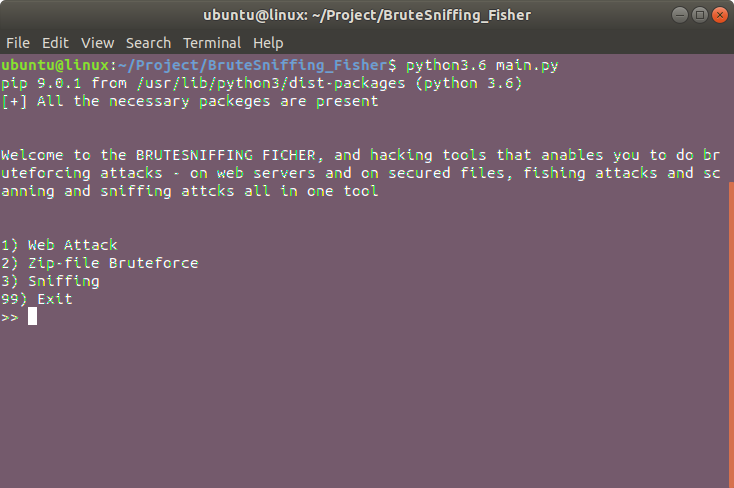 ubuntu@linux: ~/Project/BruteSniffing_Fisher
File Edit View Search Terminal Help
ubuntu@linux:~/Project/BruteSniffing_Fisher$ python3.6 main.py
pip 9.0.1 from /usr/lib/python3/dist-packages (python 3.6)
[+] All the necessary packeges are present
Welcome to the BRUTESNIFFING FICHER, and hacking tools that anables you to do br
uteforcing attacks - on web servers and on secured files, fishing attacks and sc
anning and sniffing attcks all in one tool
1) Web Attack
2) Zip-file Bruteforce
3) Sniffing
99) Exit
>>